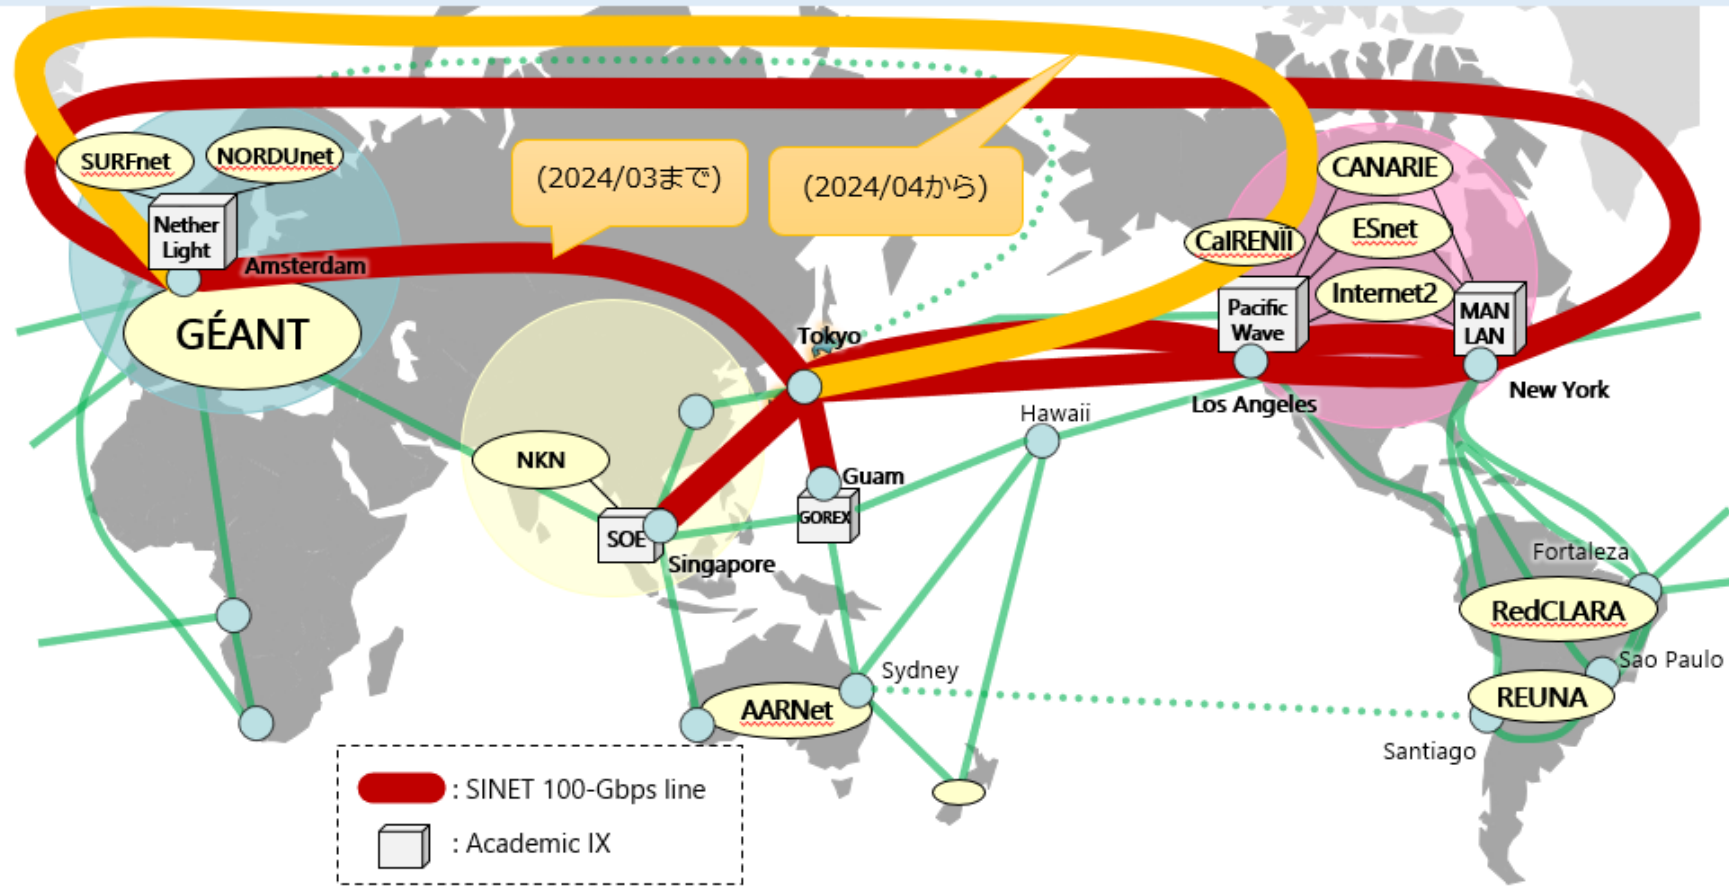 (2024/03まで)
(2024/04から)
SURFnet
NORDUnet
CANARIE
Nether
Light
CalRENⅡ
ESnet
Amsterdam
Internet2
GÉANT
Pacific
Wave
MAN
LAN
Tokyo
Los Angeles
New York
Hawaii
NKN
Guam
GOREX
SOE
Singapore
Fortaleza
RedCLARA
Sydney
Sao Paulo
AARNet
REUNA
Santiago
: SINET 100-Gbps line
: Academic IX